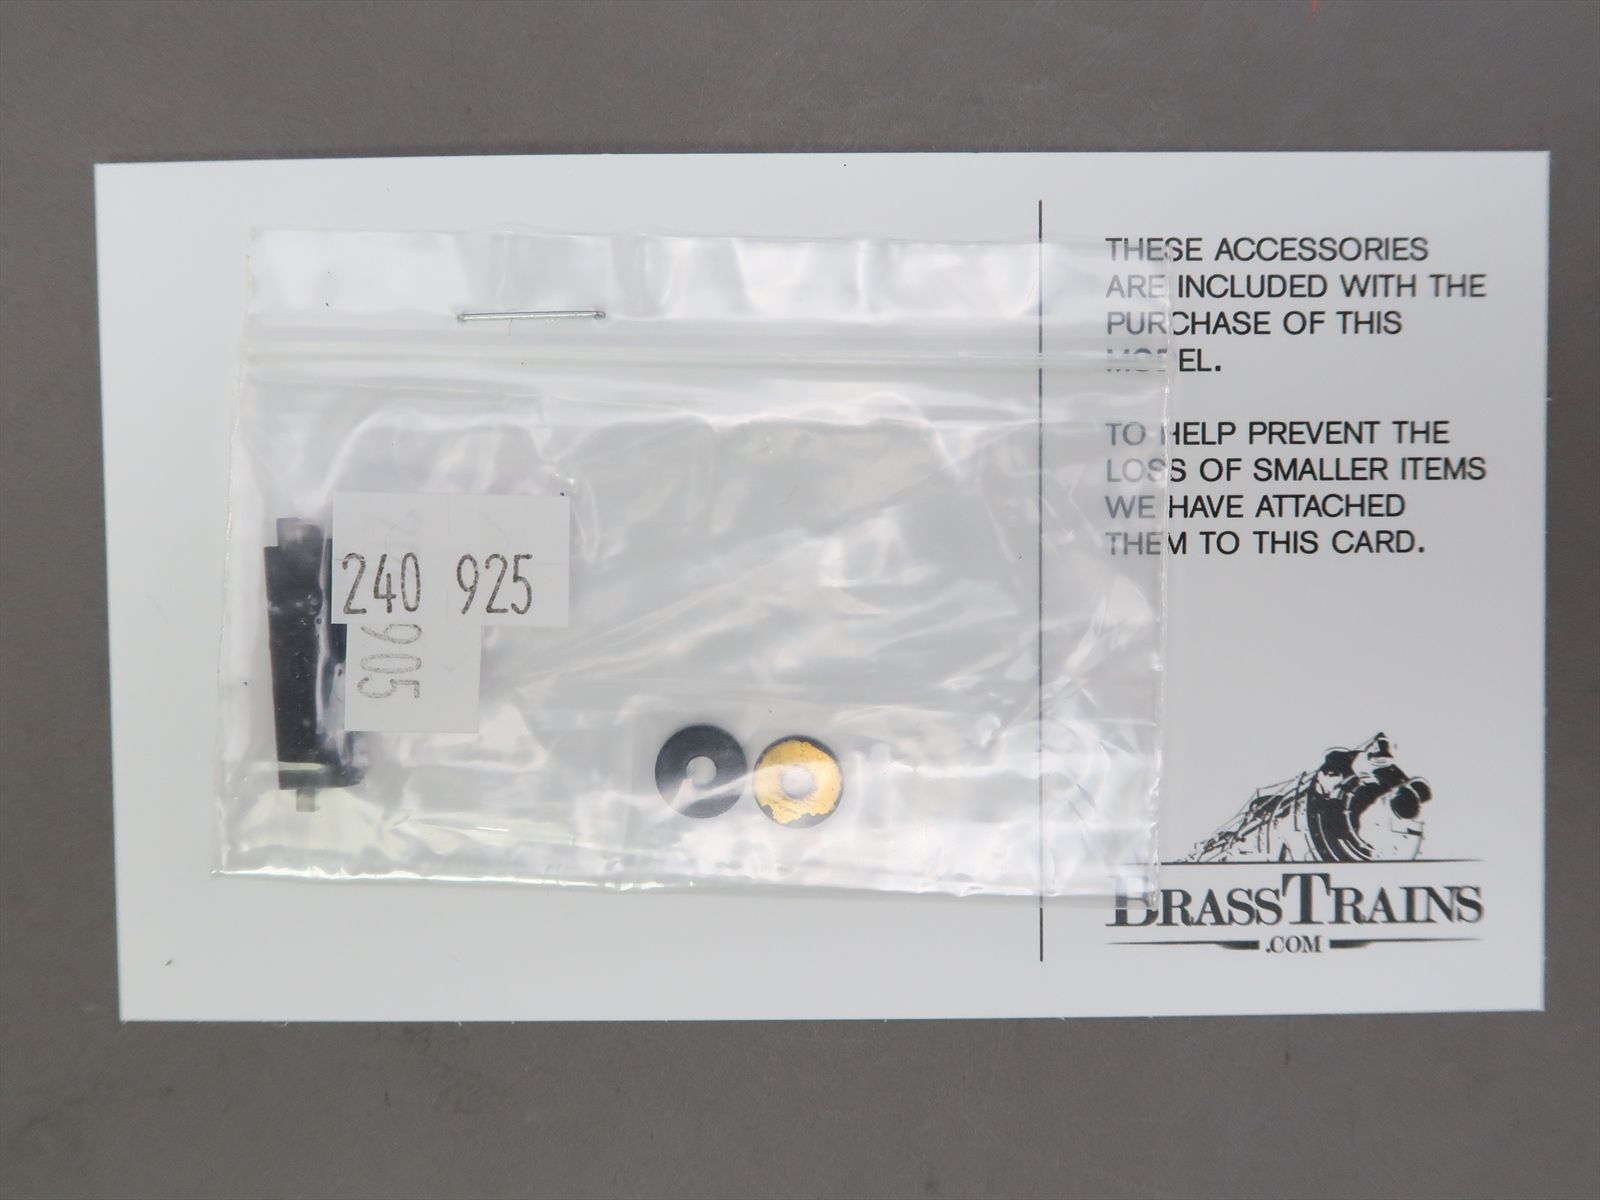 THESE ACCESSORIES
ARE INCLUDED WITH THE
PURCHASE OF THIS
MODEL.
TO HELP PREVENT THE
LOSS OF SMALLER ITEMS
WE HAVE ATTACHED
THEM TO THIS CARD.
240 925
905
BRASSTRAINS
.COM